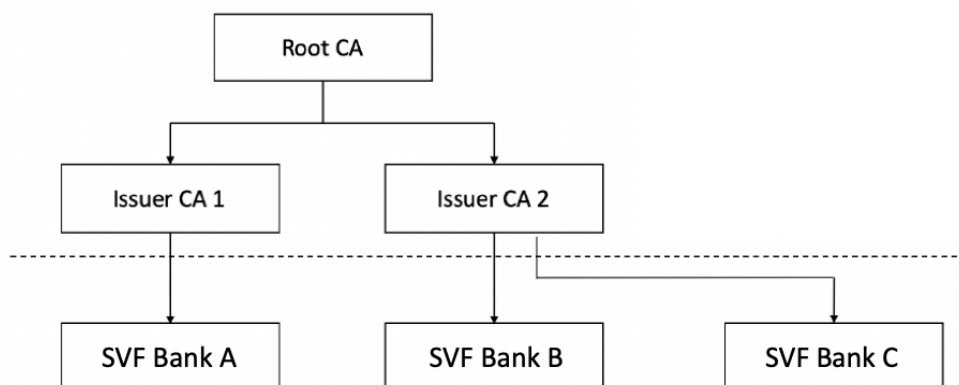 Root CA
Issuer CA 1
Issuer CA 2
SVF Bank A
SVF Bank B
SVF Bank C